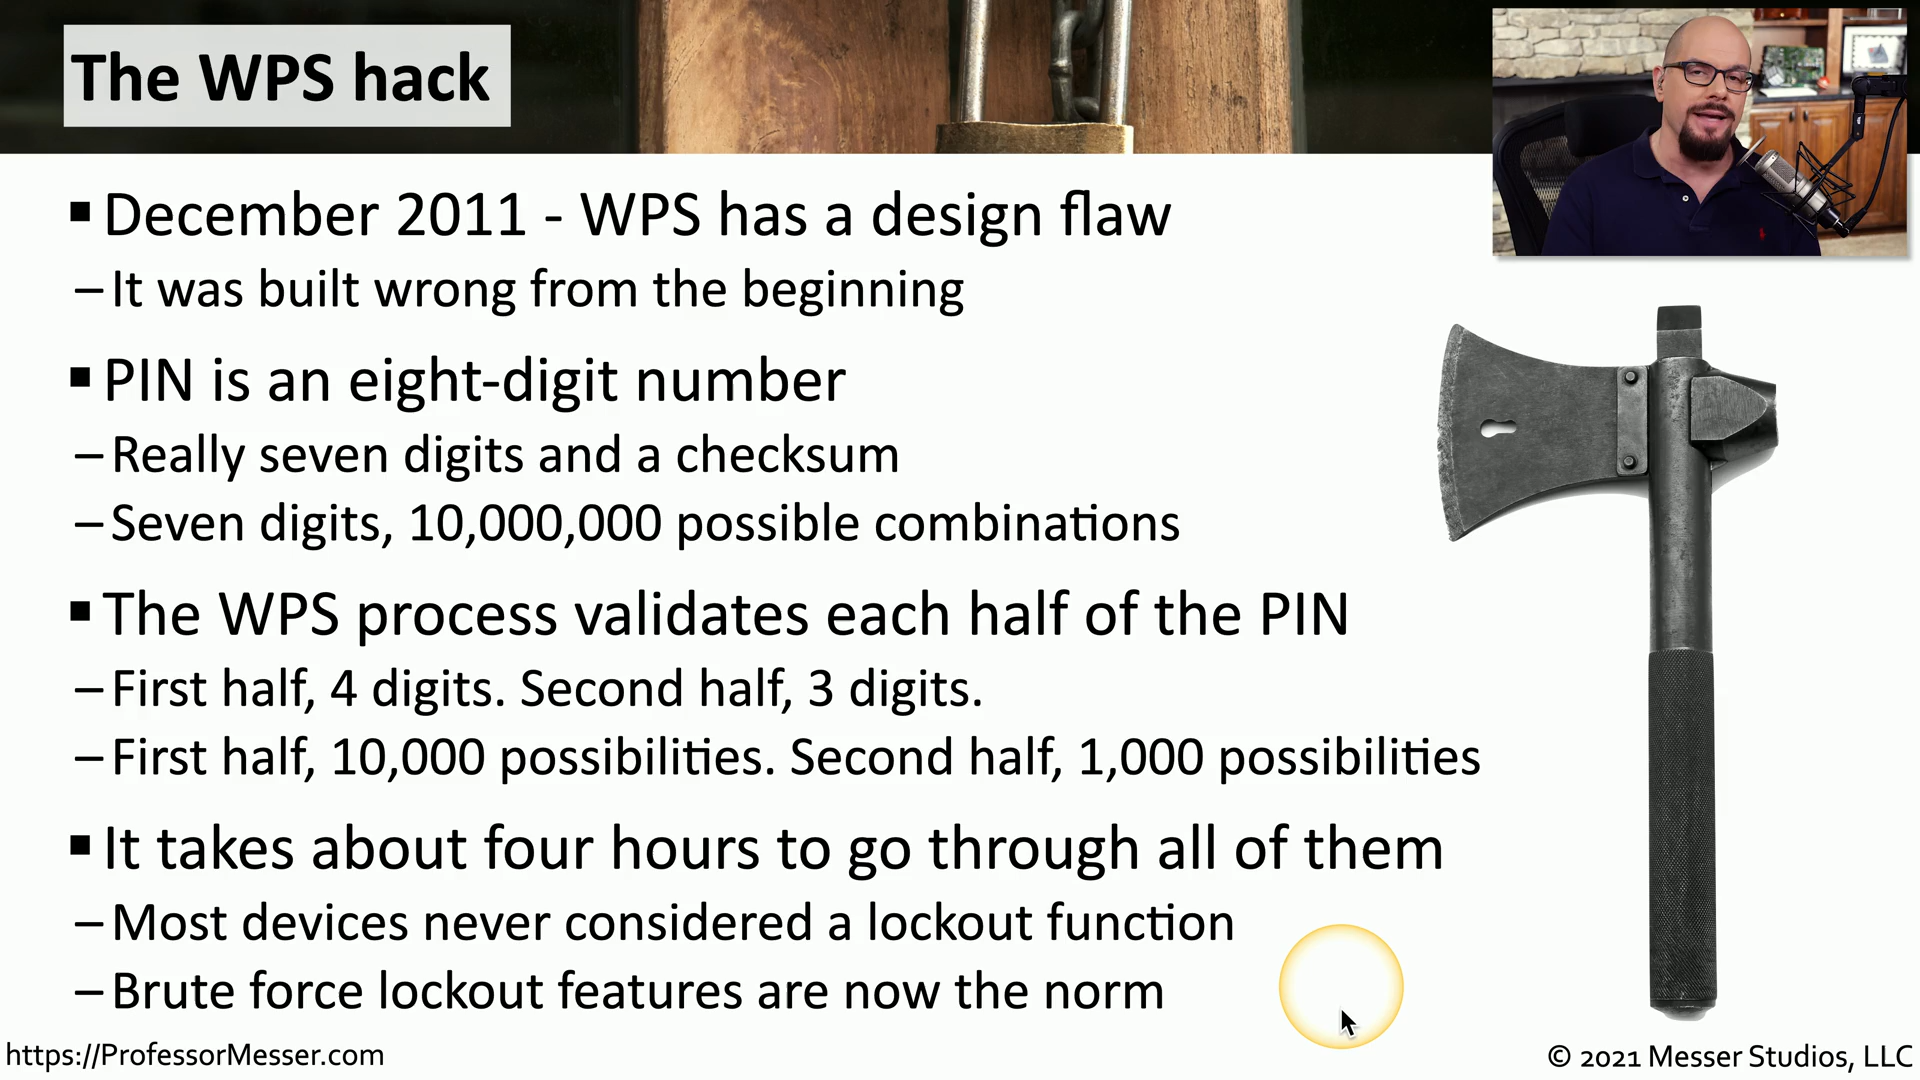 The WPS hack
▪ December 2011 - WPS has a design flaw
– It was built wrong from the beginning
▪ PIN is an eight-digit number
– Really seven digits and a checksum
– Seven digits, 10,000,000 possible combinations
▪ The WPS process validates each half of the PIN
– First half, 4 digits. Second half, 3 digits.
– First half, 10,000 possibilities. Second half, 1,000 possibilities
▪ It takes about four hours to go through all of them
– Most devices never considered a lockout function
– Brute force lockout features are now the norm
https://ProfessorMesser.com
© 2021 Messer Studios, LLC